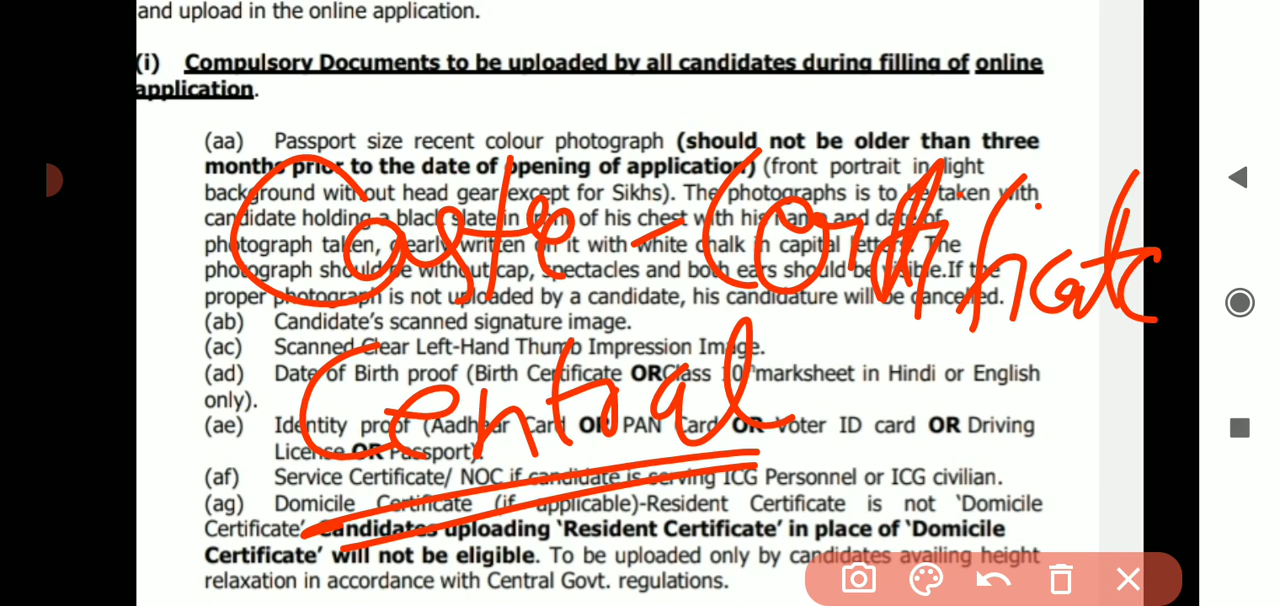 and upload in the online application.
(i) Compulsory Documents to be uploaded by all candidates during filling of online
application.
(aa) Passport size recent colour photograph (should not be older than three
months prior to the date of opening of application) (front portrait in light
background without head gear except for Sikhs). The photographs is to be taken with
candidate holding a black slate in front of his chest with his name and date of
photograph taken, clearly written on it with white chalk in capital letters. The
photograph should be without cap, spectacles and both ears should be visible.If the
proper photograph is not uploaded by a candidate, his candidature will be cancelled.
Caste - Certificate
(ab) Candidate's scanned signature image.
(ac) Scanned Clear Left-Hand Thumb Impression Image.
(ad) Date of Birth proof (Birth Certificate OR Class 10th marksheet in Hindi or English
only).
Central
(ae) Identity proof (Aadhaar Card OR PAN Card OR Voter ID card OR Driving
License OR Passport).
(af) Service Certificate/ NOC if candidate is serving ICG Personnel or ICG civilian.
(ag) Domicile Certificate (if applicable)-Resident Certificate is not 'Domicile
Certificate'. Candidates uploading 'Resident Certificate' in place of 'Domicile
Certificate' will not be eligible. To be uploaded only by candidates availing height
relaxation in accordance with Central Govt. regulations.